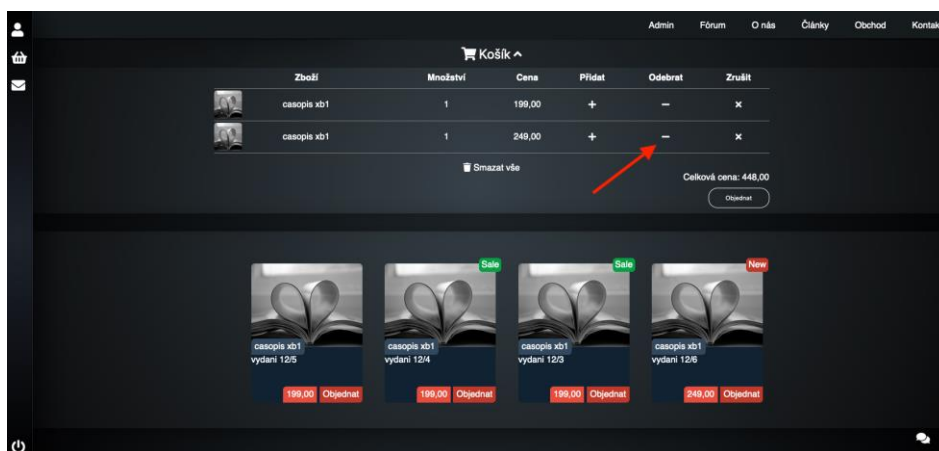 Admin Fórum O nás Články Obchod Kontak
Košík
Zboží Množství Cena Přidat Odebrat Zrušit
casopis xb1 1 199,00 + − ×
casopis xb1 1 249,00 + − ×
Smazat vše
Celková cena: 448,00
Objednat
Sale Sale New
casopis xb1 casopis xb1 casopis xb1 casopis xb1
vydani 12/5 vydani 12/4 vydani 12/3 vydani 12/6
199,00 Objednat 199,00 Objednat 199,00 Objednat 249,00 Objednat